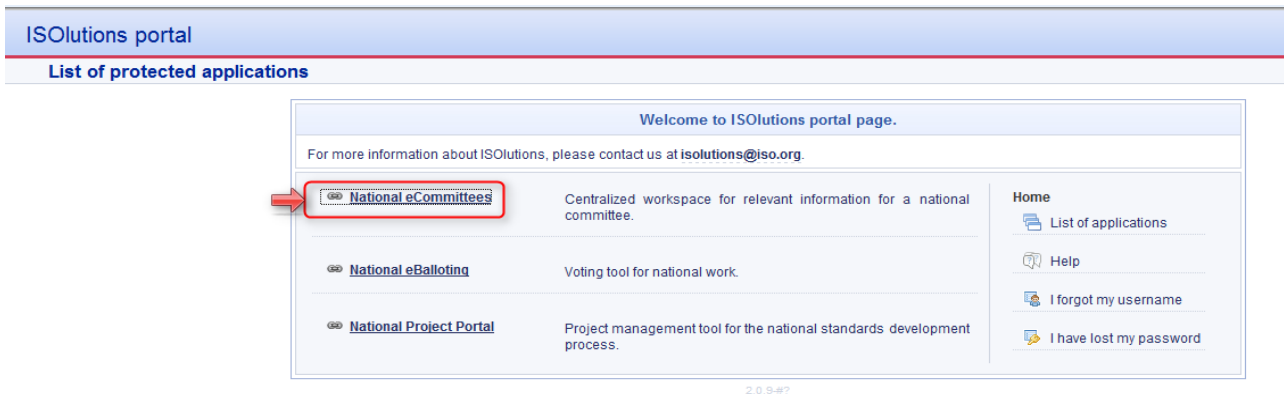 ISOlutions portal
List of protected applications
Welcome to ISOlutions portal page.
For more information about ISOlutions, please contact us at isolutions@iso.org.
National eCommittees
Centralized workspace for relevant information for a national
committee.
National eBalloting
Voting tool for national work.
National Project Portal
Project management tool for the national standards development
process.
Home
List of applications
Help
I forgot my username
I have lost my password
2.0.9-#?